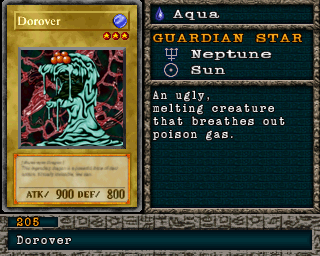 Dorover
ATK/ 900 DEF/ 800
Aqua
GUARDIAN STAR
Neptune
Sun
An ugly,
melting creature
that breathes out
poison gas.
205
Dorover